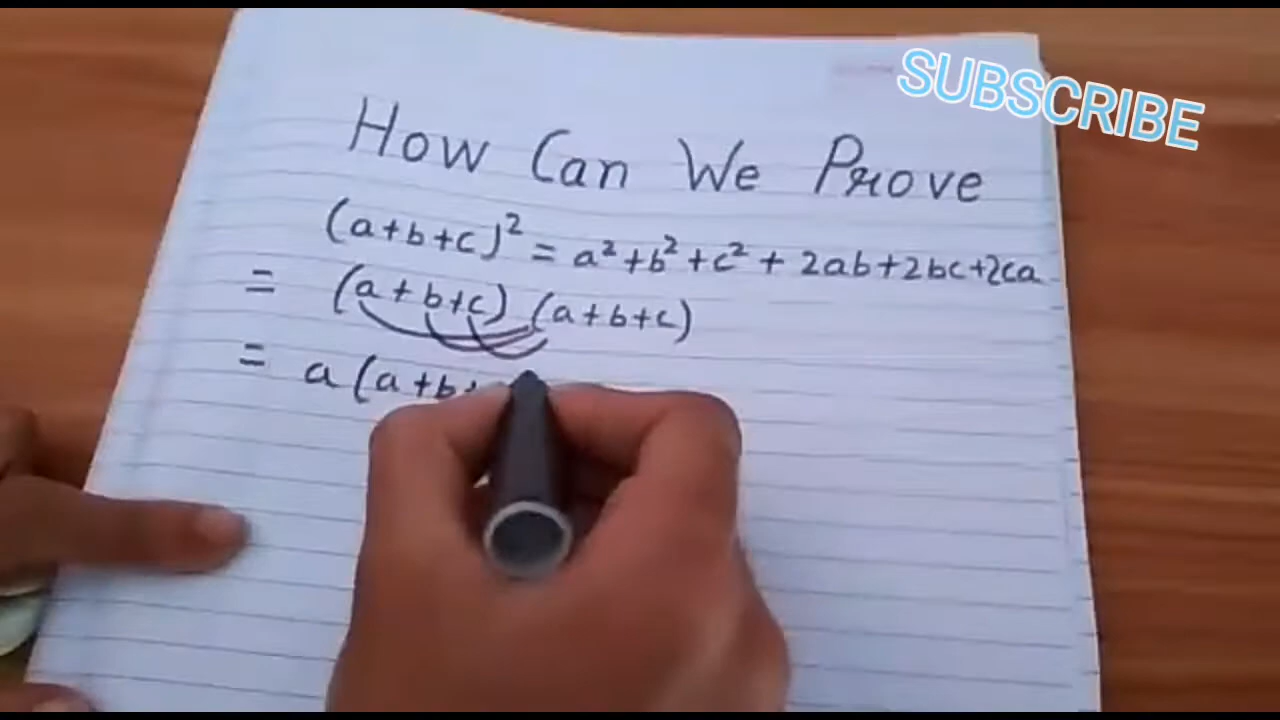 SUBSCRIBE
How Can We Prove
(a+b+c)² = a²+b²+c²+ 2ab+2bc+2ca
= (a+b+c) (a+b+c)
= a(a+b+